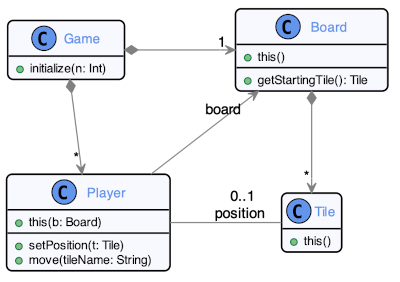 C Game
initialize(n: Int)
C Board
this()
getStartingTile(): Tile
1
*
board
*
C Player
this(b: Board)
setPosition(t: Tile)
move(tileName: String)
0..1
position
C Tile
this()